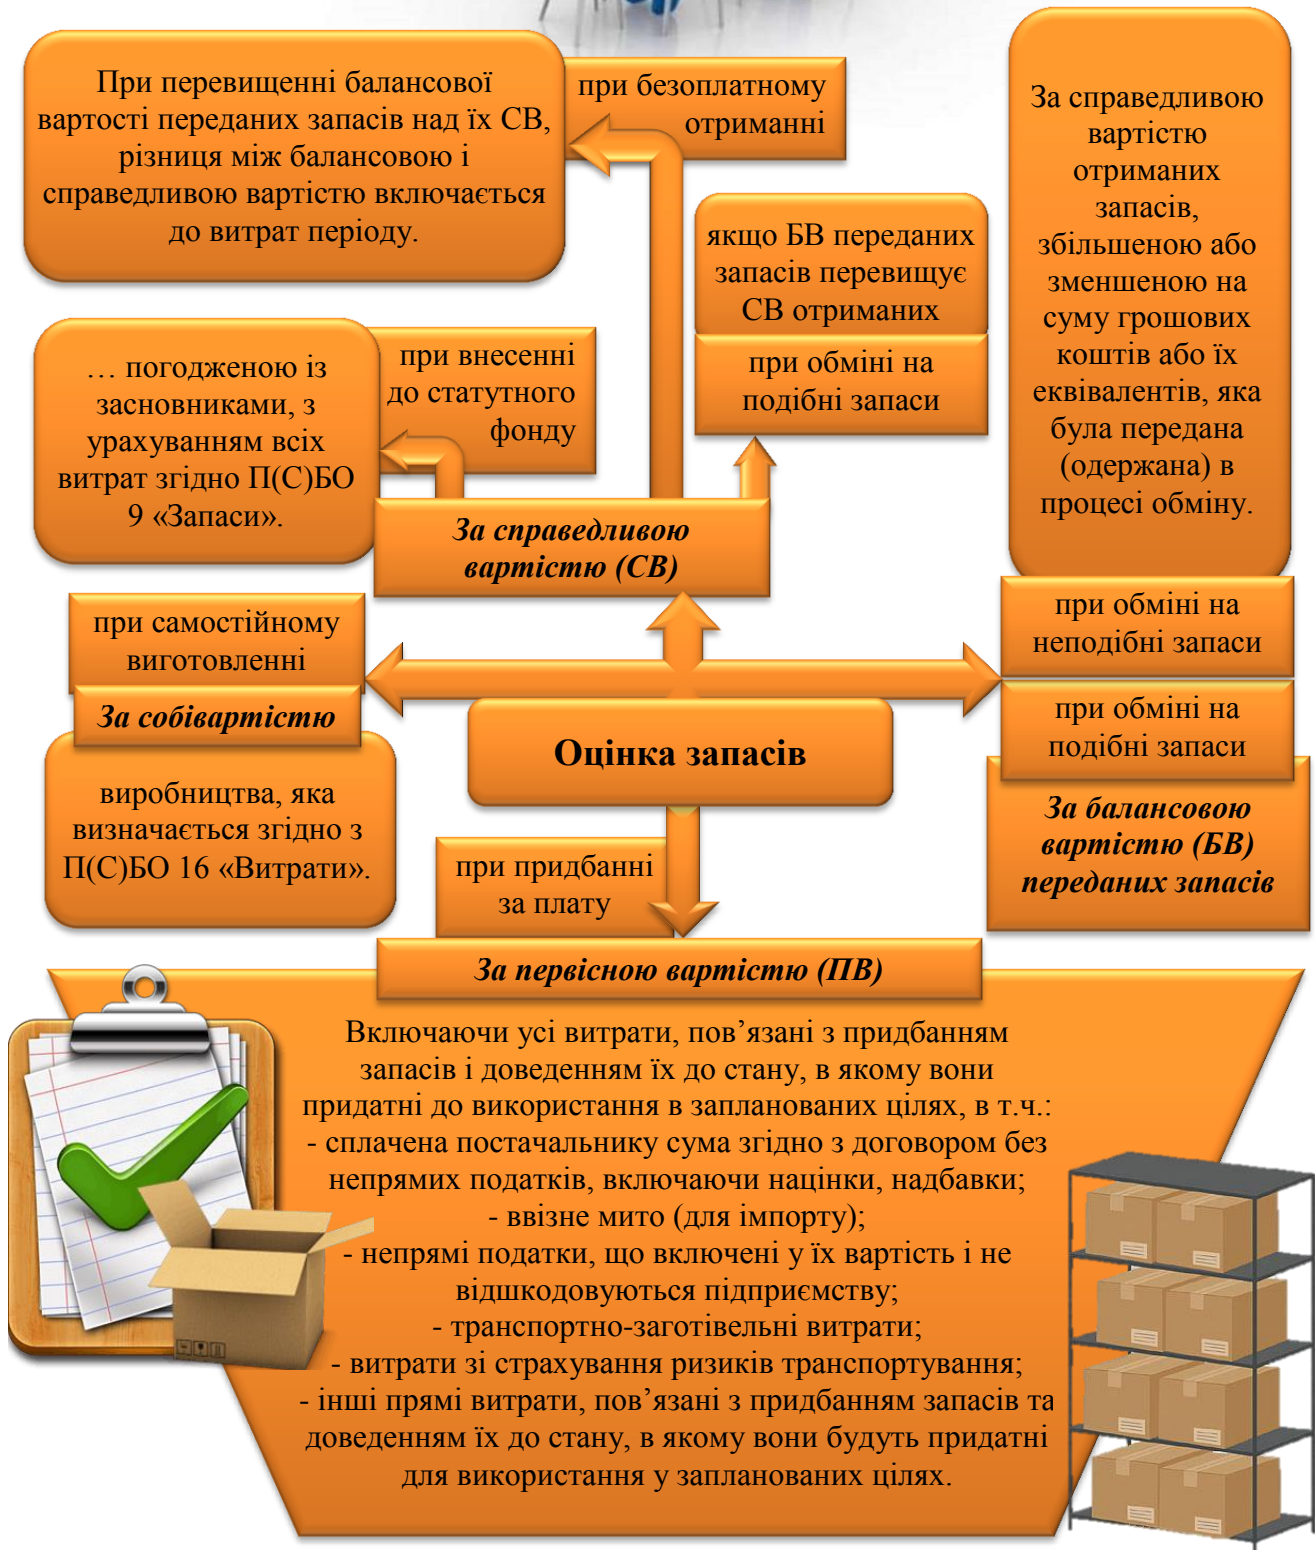 При перевищенні балансової
вартості переданих запасів над їх СВ,
різниця між балансовою і
справедливою вартістю включається
до витрат періоду.
при безоплатному
отриманні
якщо БВ переданих
запасів перевищує
СВ отриманих
при обміні на
подібні запаси
За справедливою
вартістю
отриманих
запасів,
збільшеною або
зменшеною на
суму грошових
коштів або їх
еквівалентів, яка
була передана
(одержана) в
процесі обміну.
… погодженою із
засновниками, з
урахуванням всіх
витрат згідно П(С)БО
9 «Запаси».
при внесенні
до статутного
фонду
За справедливою
вартістю (СВ)
при самостійному
виготовленні
За собівартістю
виробництва, яка
визначається згідно з
П(С)БО 16 «Витрати».
Оцінка запасів
при обміні на
неподібні запаси
при обміні на
подібні запаси
За балансовою
вартістю (БВ)
переданих запасів
при придбанні
за плату
За первісною вартістю (ПВ)
Включаючи усі витрати, пов’язані з придбанням
запасів і доведенням їх до стану, в якому вони
придатні до використання в запланованих цілях, в т.ч.:
- сплачена постачальнику сума згідно з договором без
непрямих податків, включаючи націнки, надбавки;
- ввізне мито (для імпорту);
- непрямі податки, що включені у їх вартість і не
відшкодовуються підприємству;
- транспортно-заготівельні витрати;
- витрати зі страхування ризиків транспортування;
- інші прямі витрати, пов’язані з придбанням запасів та
доведенням їх до стану, в якому вони будуть придатні
для використання у запланованих цілях.